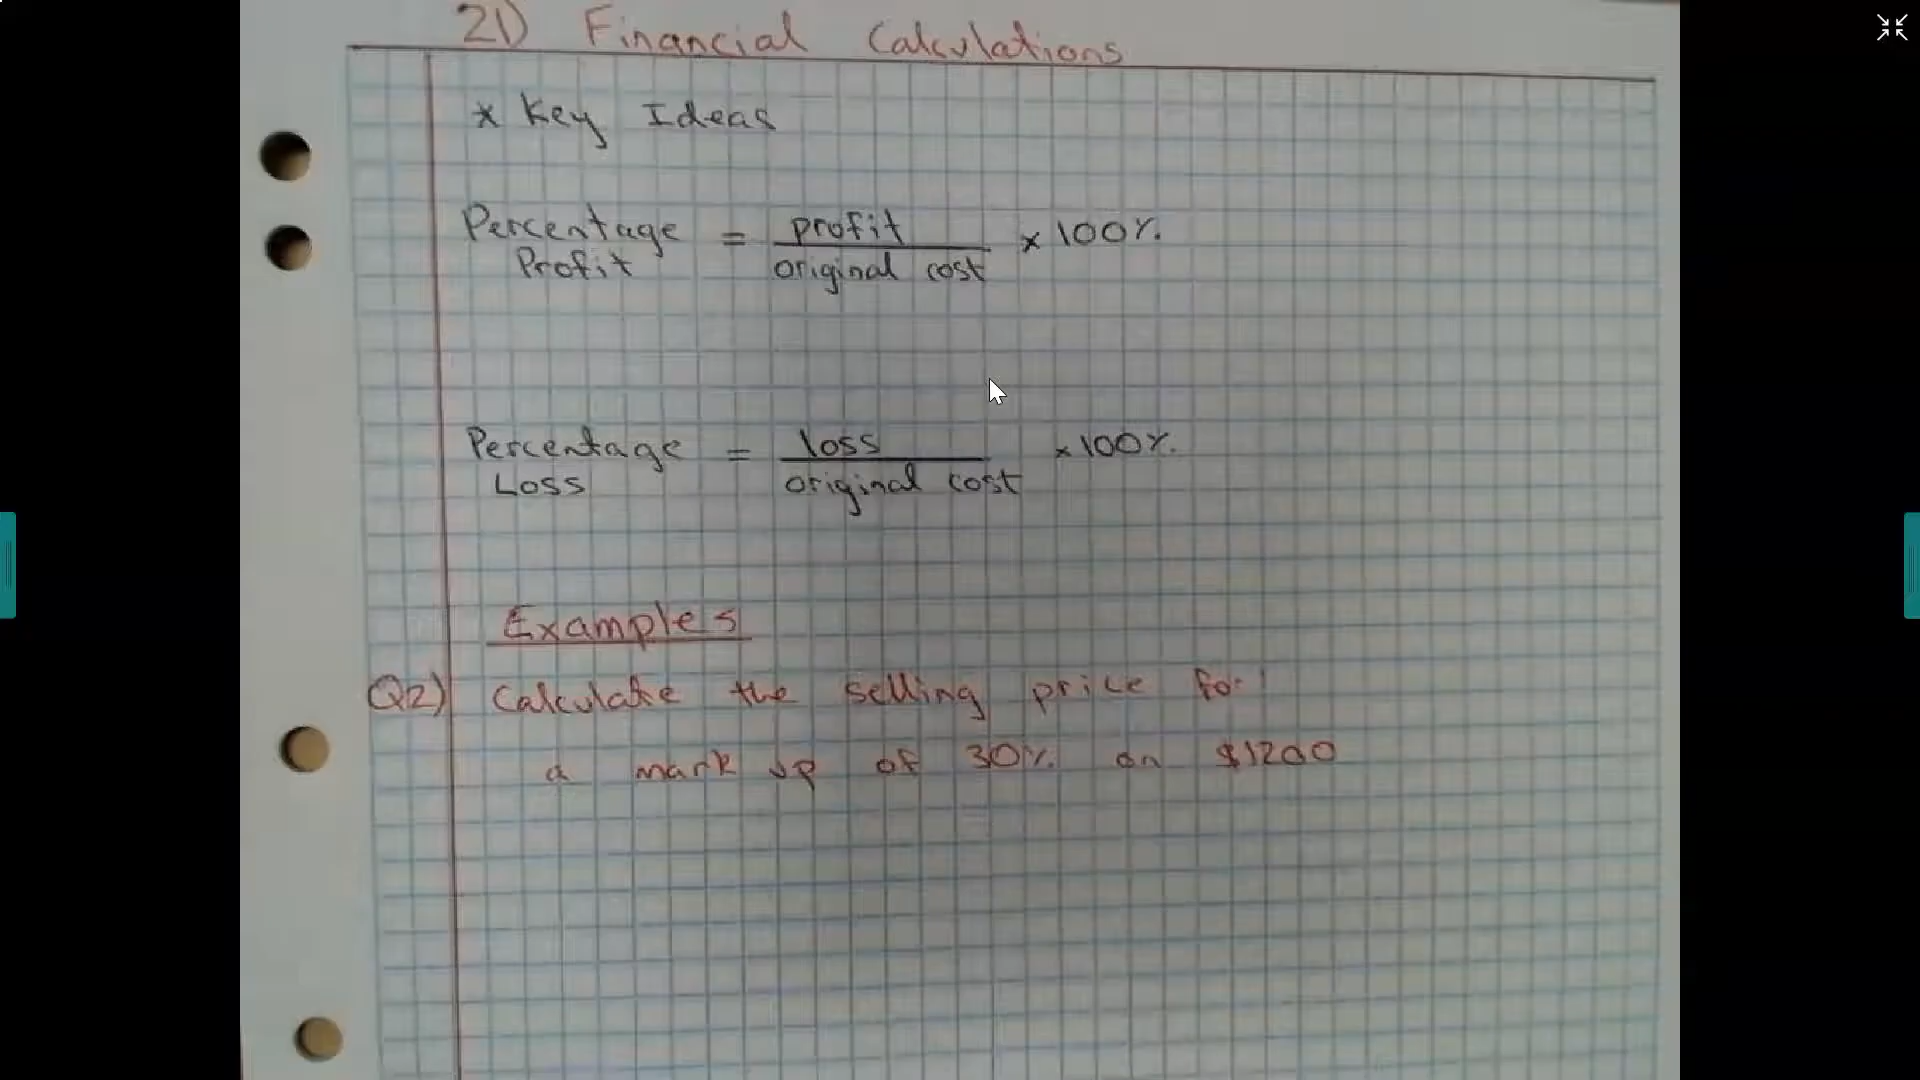 21) Financial Calculations
* Key Ideas
Percentage Profit = profit / original cost × 100%
Percentage Loss = loss / original cost × 100%
Examples
Q2) Calculate the selling price for:
a mark up of 30% on $1200